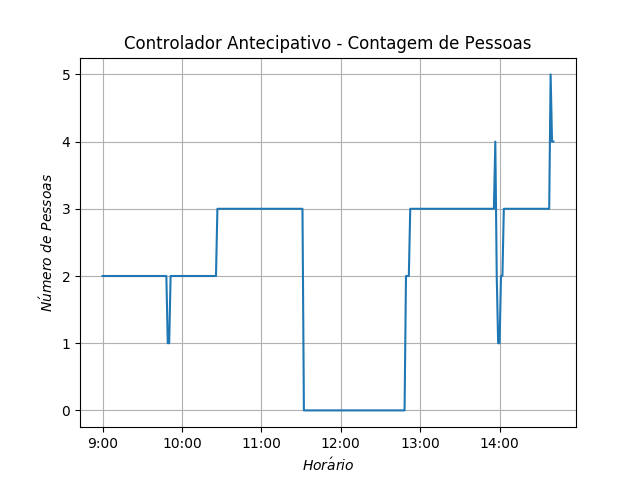 Controlador Antecipativo - Contagem de Pessoas
Número de Pessoas
5
4
3
2
1
0
9:00 10:00 11:00 12:00 13:00 14:00
Horário